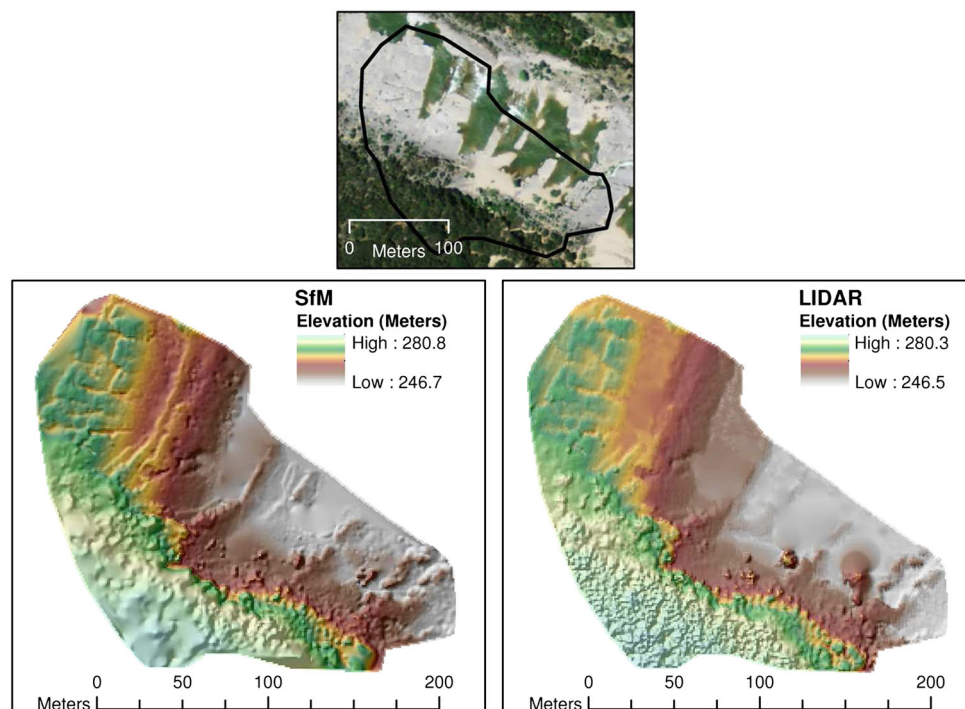 0 Meters 100
SfM
Elevation (Meters)
High : 280.8
Low : 246.7
0 50 100 200
Meters
LIDAR
Elevation (Meters)
High : 280.3
Low : 246.5
0 50 100 200
Meters